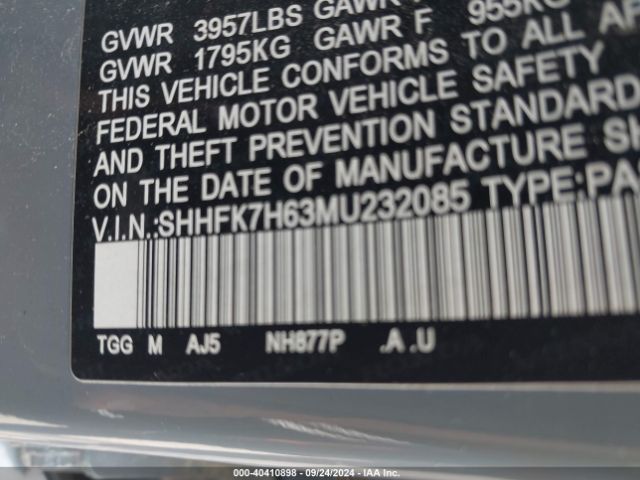 GVWR 3957LBS GAWR
GVWR 1795KG GAWR F 955KG
THIS VEHICLE CONFORMS TO ALL AP
FEDERAL MOTOR VEHICLE SAFETY
AND THEFT PREVENTION STANDARD
ON THE DATE OF MANUFACTURE SH
V.I.N.:SHHFK7H63MU232085 TYPE:PA
TGG M AJ5 NH877P .A .U
000-40410898 - 09/24/2024 - IAA Inc.